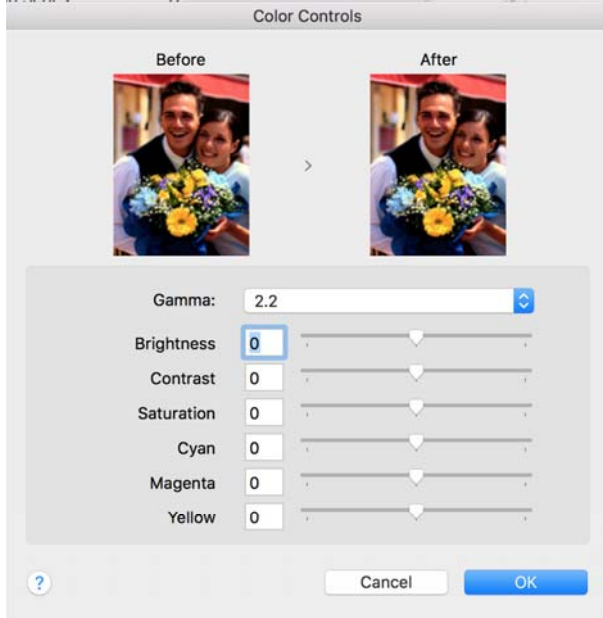 Color Controls
Before After
>
Gamma: 2.2
Brightness 0
Contrast 0
Saturation 0
Cyan 0
Magenta 0
Yellow 0
? Cancel OK